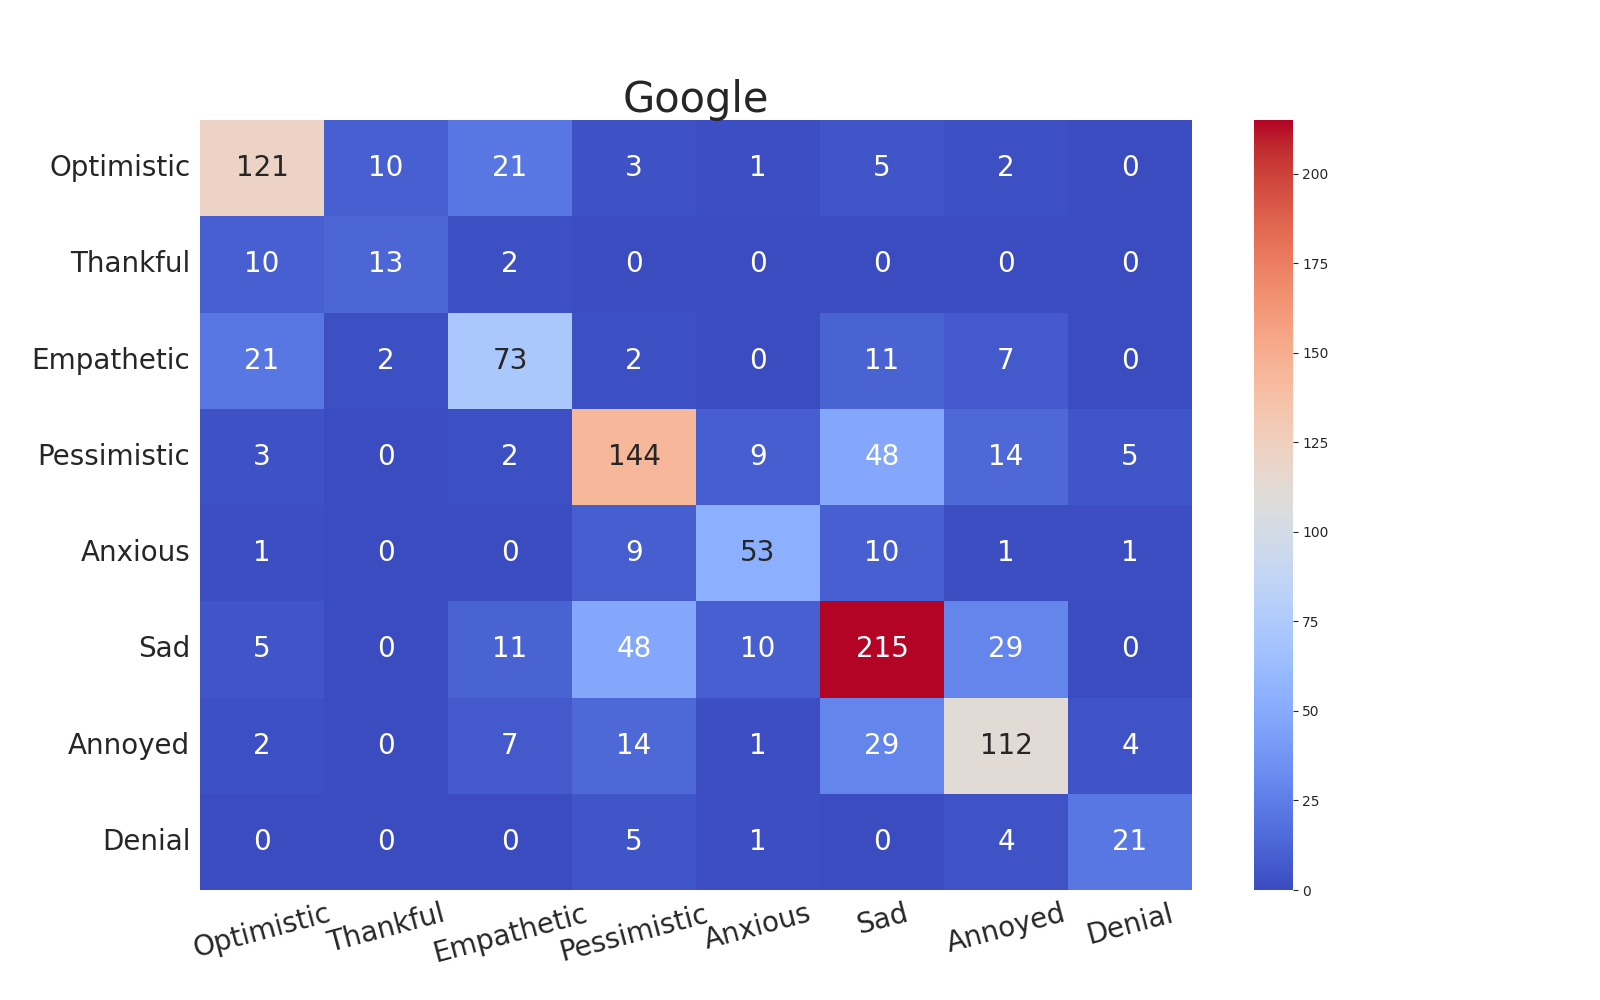 Google
Optimistic 121 10 21 3 1 5 2 0
Thankful 10 13 2 0 0 0 0 0
Empathetic 21 2 73 2 0 11 7 0
Pessimistic 3 0 2 144 9 48 14 5
Anxious 1 0 0 9 53 10 1 1
Sad 5 0 11 48 10 215 29 0
Annoyed 2 0 7 14 1 29 112 4
Denial 0 0 0 5 1 0 4 21
Optimistic Thankful Empathetic Pessimistic Anxious Sad Annoyed Denial
200
175
150
125
100
75
50
25
0